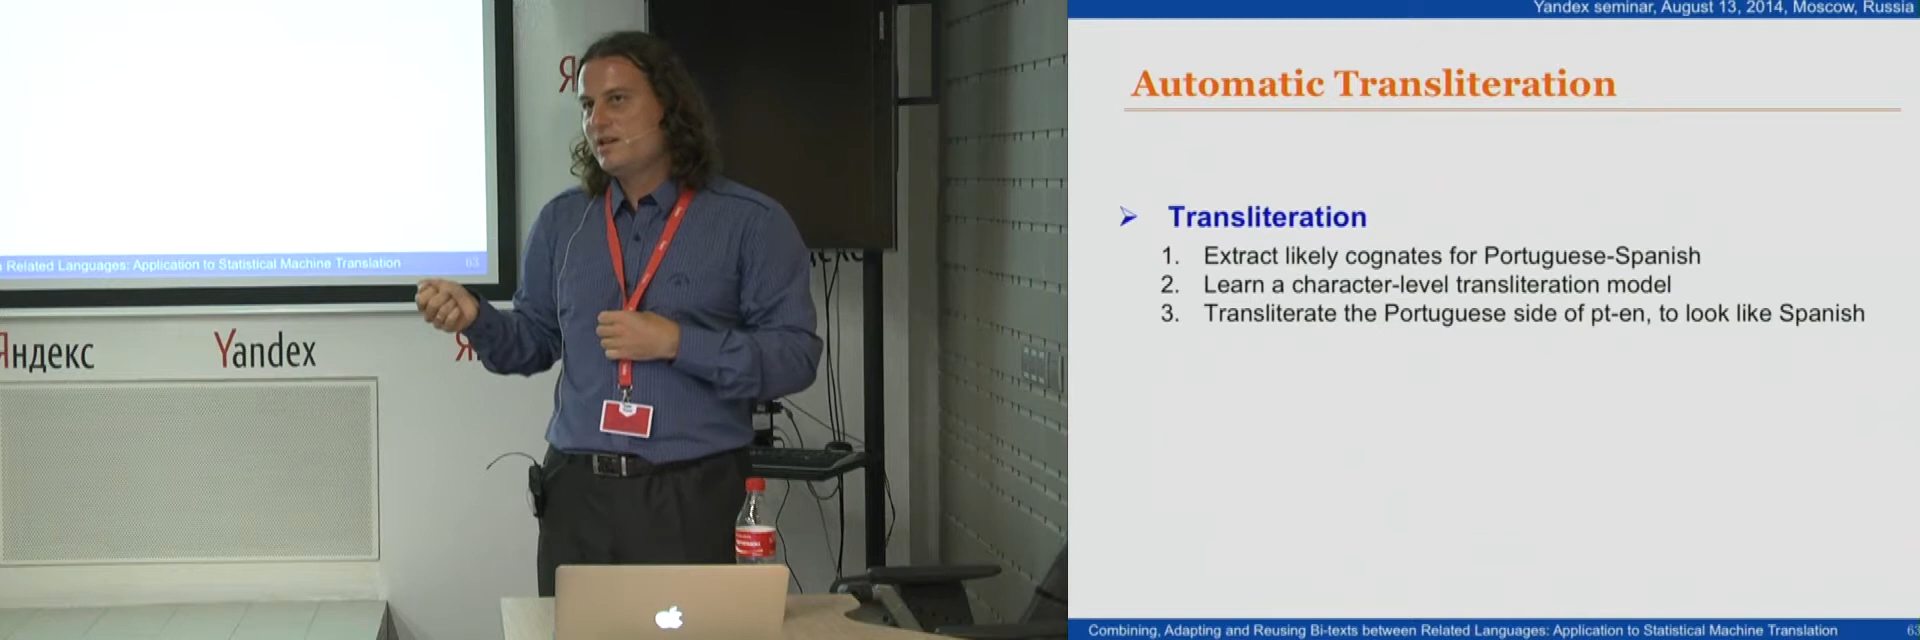 Related Languages: Application to Statistical Machine Translation 63
Яндекс Yandex Я
Я
Yandex seminar, August 13, 2014, Moscow, Russia
Automatic Transliteration
➢ Transliteration
1. Extract likely cognates for Portuguese-Spanish
2. Learn a character-level transliteration model
3. Transliterate the Portuguese side of pt-en, to look like Spanish
Combining, Adapting and Reusing Bi-texts between Related Languages: Application to Statistical Machine Translation 63